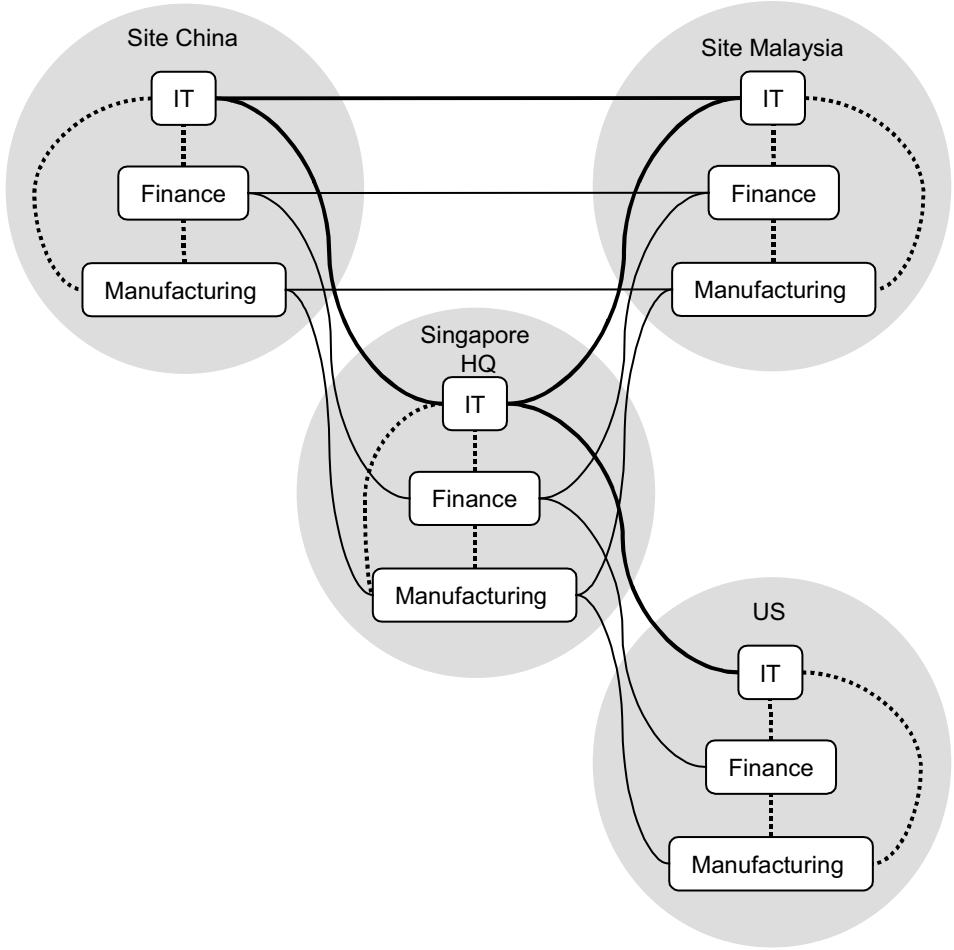 Site China
IT
Finance
Manufacturing
Site Malaysia
IT
Finance
Manufacturing
Singapore
HQ
IT
Finance
Manufacturing
US
IT
Finance
Manufacturing